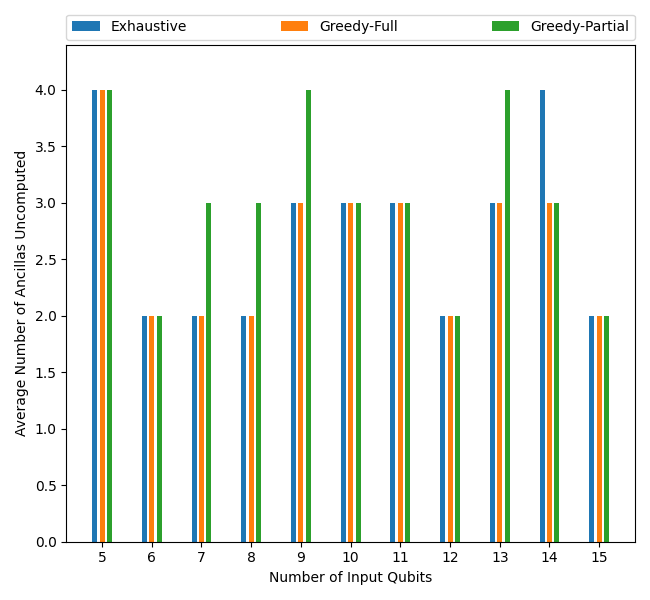 Exhaustive Greedy-Full Greedy-Partial
4.0
3.5
3.0
2.5
2.0
1.5
1.0
0.5
0.0
Average Number of Ancillas Uncomputed
5 6 7 8 9 10 11 12 13 14 15
Number of Input Qubits